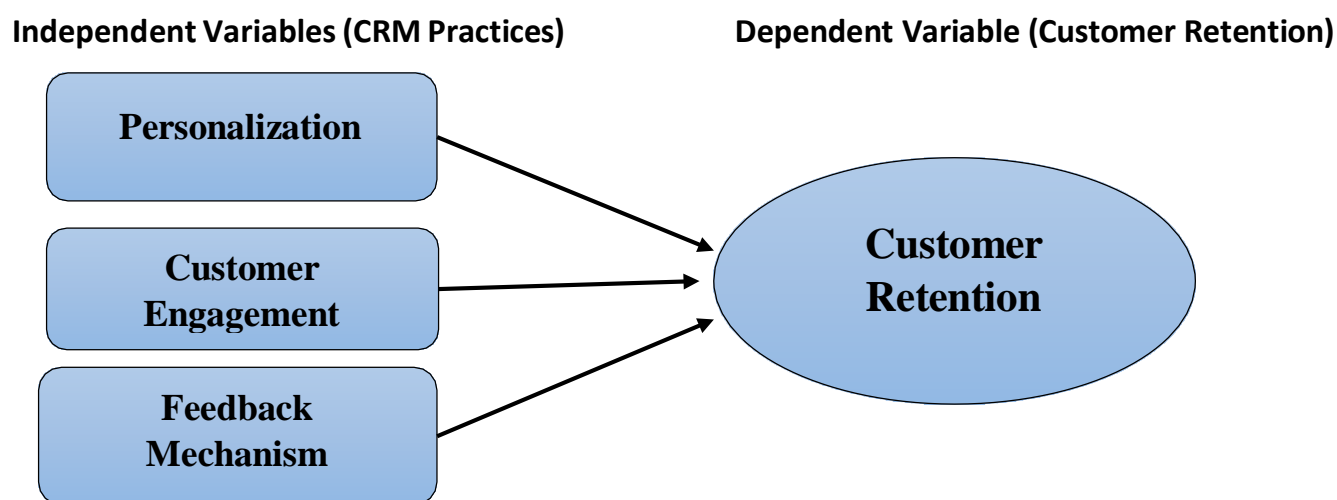 Independent Variables (CRM Practices)
Dependent Variable (Customer Retention)
Personalization
Customer
Engagement
Feedback
Mechanism
Customer
Retention